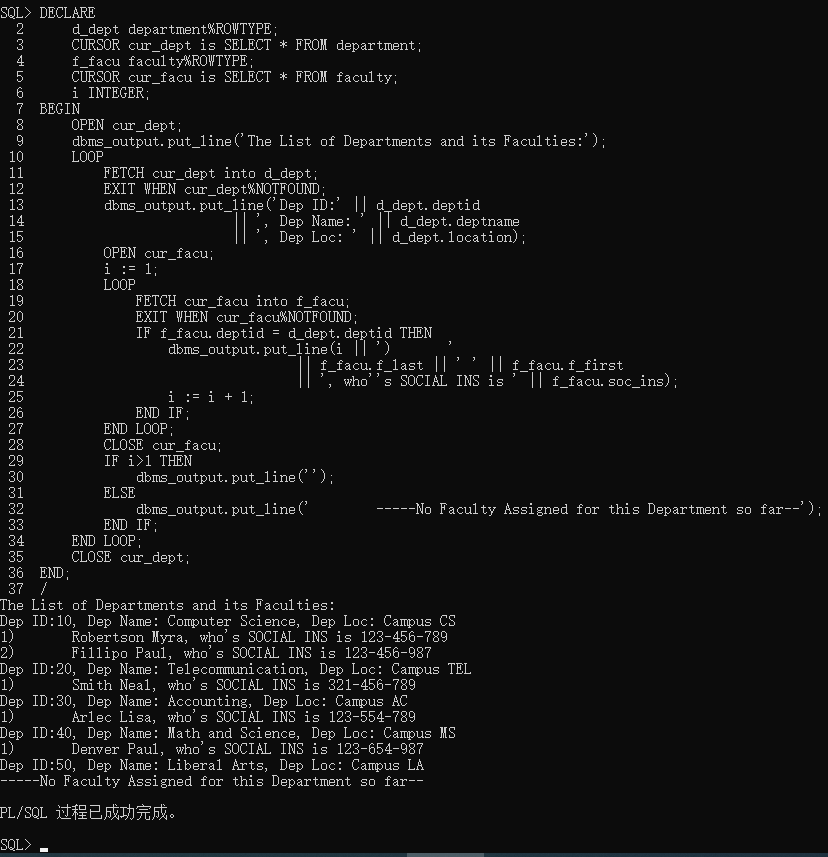 SQL> DECLARE
  2      d_dept department%ROWTYPE;
  3      CURSOR cur_dept is SELECT * FROM department;
  4      f_facu faculty%ROWTYPE;
  5      CURSOR cur_facu is SELECT * FROM faculty;
  6      i INTEGER;
  7  BEGIN
  8      OPEN cur_dept;
  9      dbms_output.put_line('The List of Departments and its Faculties:');
 10      LOOP
 11          FETCH cur_dept into d_dept;
 12          EXIT WHEN cur_dept%NOTFOUND;
 13          dbms_output.put_line('Dep ID:' || d_dept.deptid
 14                          || ', Dep Name: ' || d_dept.deptname
 15                          || ', Dep Loc: ' || d_dept.location);
 16          OPEN cur_facu;
 17          i := 1;
 18          LOOP
 19              FETCH cur_facu into f_facu;
 20              EXIT WHEN cur_facu%NOTFOUND;
 21              IF f_facu.deptid = d_dept.deptid THEN
 22                  dbms_output.put_line(i || ')       '
 23                                  || f_facu.f_last || ' ' || f_facu.f_first
 24                                  || ', who''s SOCIAL INS is ' || f_facu.soc_ins);
 25                  i := i + 1;
 26              END IF;
 27          END LOOP;
 28          CLOSE cur_facu;
 29          IF i>1 THEN
 30              dbms_output.put_line('');
 31          ELSE
 32              dbms_output.put_line('        -----No Faculty Assigned for this Department so far--');
 33          END IF;
 34      END LOOP;
 35      CLOSE cur_dept;
 36  END;
 37  /
The List of Departments and its Faculties:
Dep ID:10, Dep Name: Computer Science, Dep Loc: Campus CS
1)       Robertson Myra, who's SOCIAL INS is 123-456-789
2)       Fillipo Paul, who's SOCIAL INS is 123-456-987
Dep ID:20, Dep Name: Telecommunication, Dep Loc: Campus TEL
1)       Smith Neal, who's SOCIAL INS is 321-456-789
Dep ID:30, Dep Name: Accounting, Dep Loc: Campus AC
1)       Arlec Lisa, who's SOCIAL INS is 123-554-789
Dep ID:40, Dep Name: Math and Science, Dep Loc: Campus MS
1)       Denver Paul, who's SOCIAL INS is 123-654-987
Dep ID:50, Dep Name: Liberal Arts, Dep Loc: Campus LA
-----No Faculty Assigned for this Department so far--
PL/SQL 过程已成功完成。
SQL>